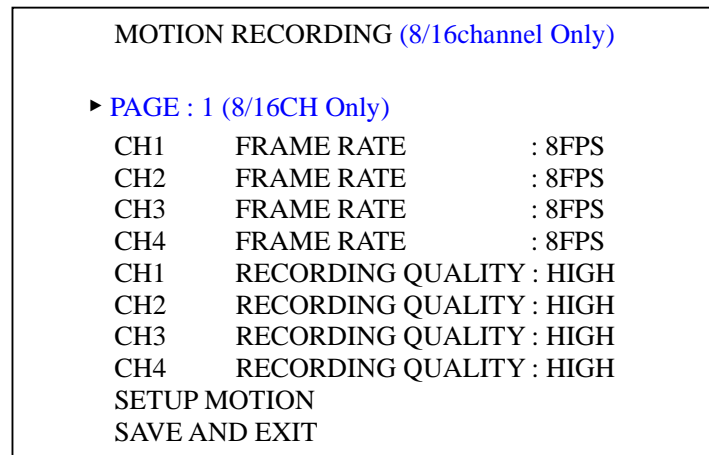 MOTION RECORDING (8/16channel Only)
▶ PAGE : 1 (8/16CH Only)
CH1 FRAME RATE : 8FPS
CH2 FRAME RATE : 8FPS
CH3 FRAME RATE : 8FPS
CH4 FRAME RATE : 8FPS
CH1 RECORDING QUALITY : HIGH
CH2 RECORDING QUALITY : HIGH
CH3 RECORDING QUALITY : HIGH
CH4 RECORDING QUALITY : HIGH
SETUP MOTION
SAVE AND EXIT